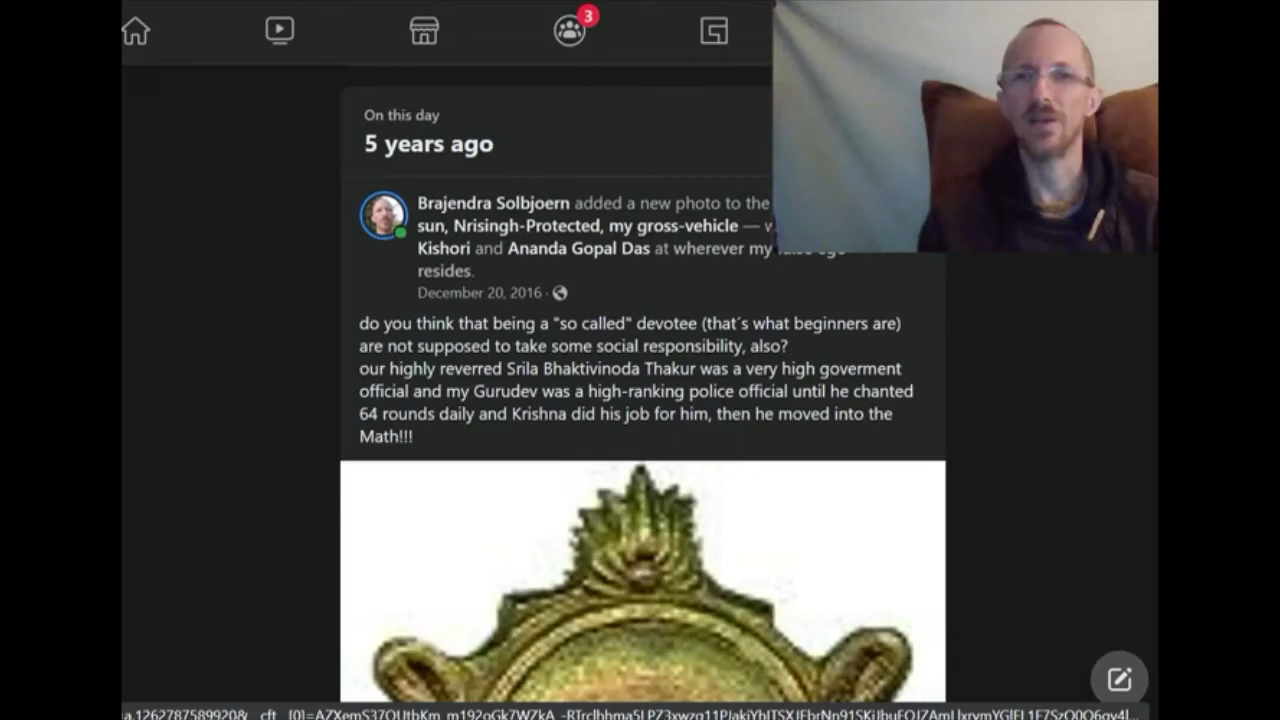 3
On this day
5 years ago
Brajendra Solbjoern added a new photo to the
sun, Nrisingh-Protected, my gross-vehicle —
Kishori and Ananda Gopal Das at wherever my
resides.
December 20, 2016 ·
do you think that being a "so called" devotee (that´s what beginners are)
are not supposed to take some social responsibility, also?
our highly reverred Srila Bhaktivinoda Thakur was a very high goverment
official and my Gurudev was a high-ranking police official until he chanted
64 rounds daily and Krishna did his job for him, then he moved into the
Math!!!